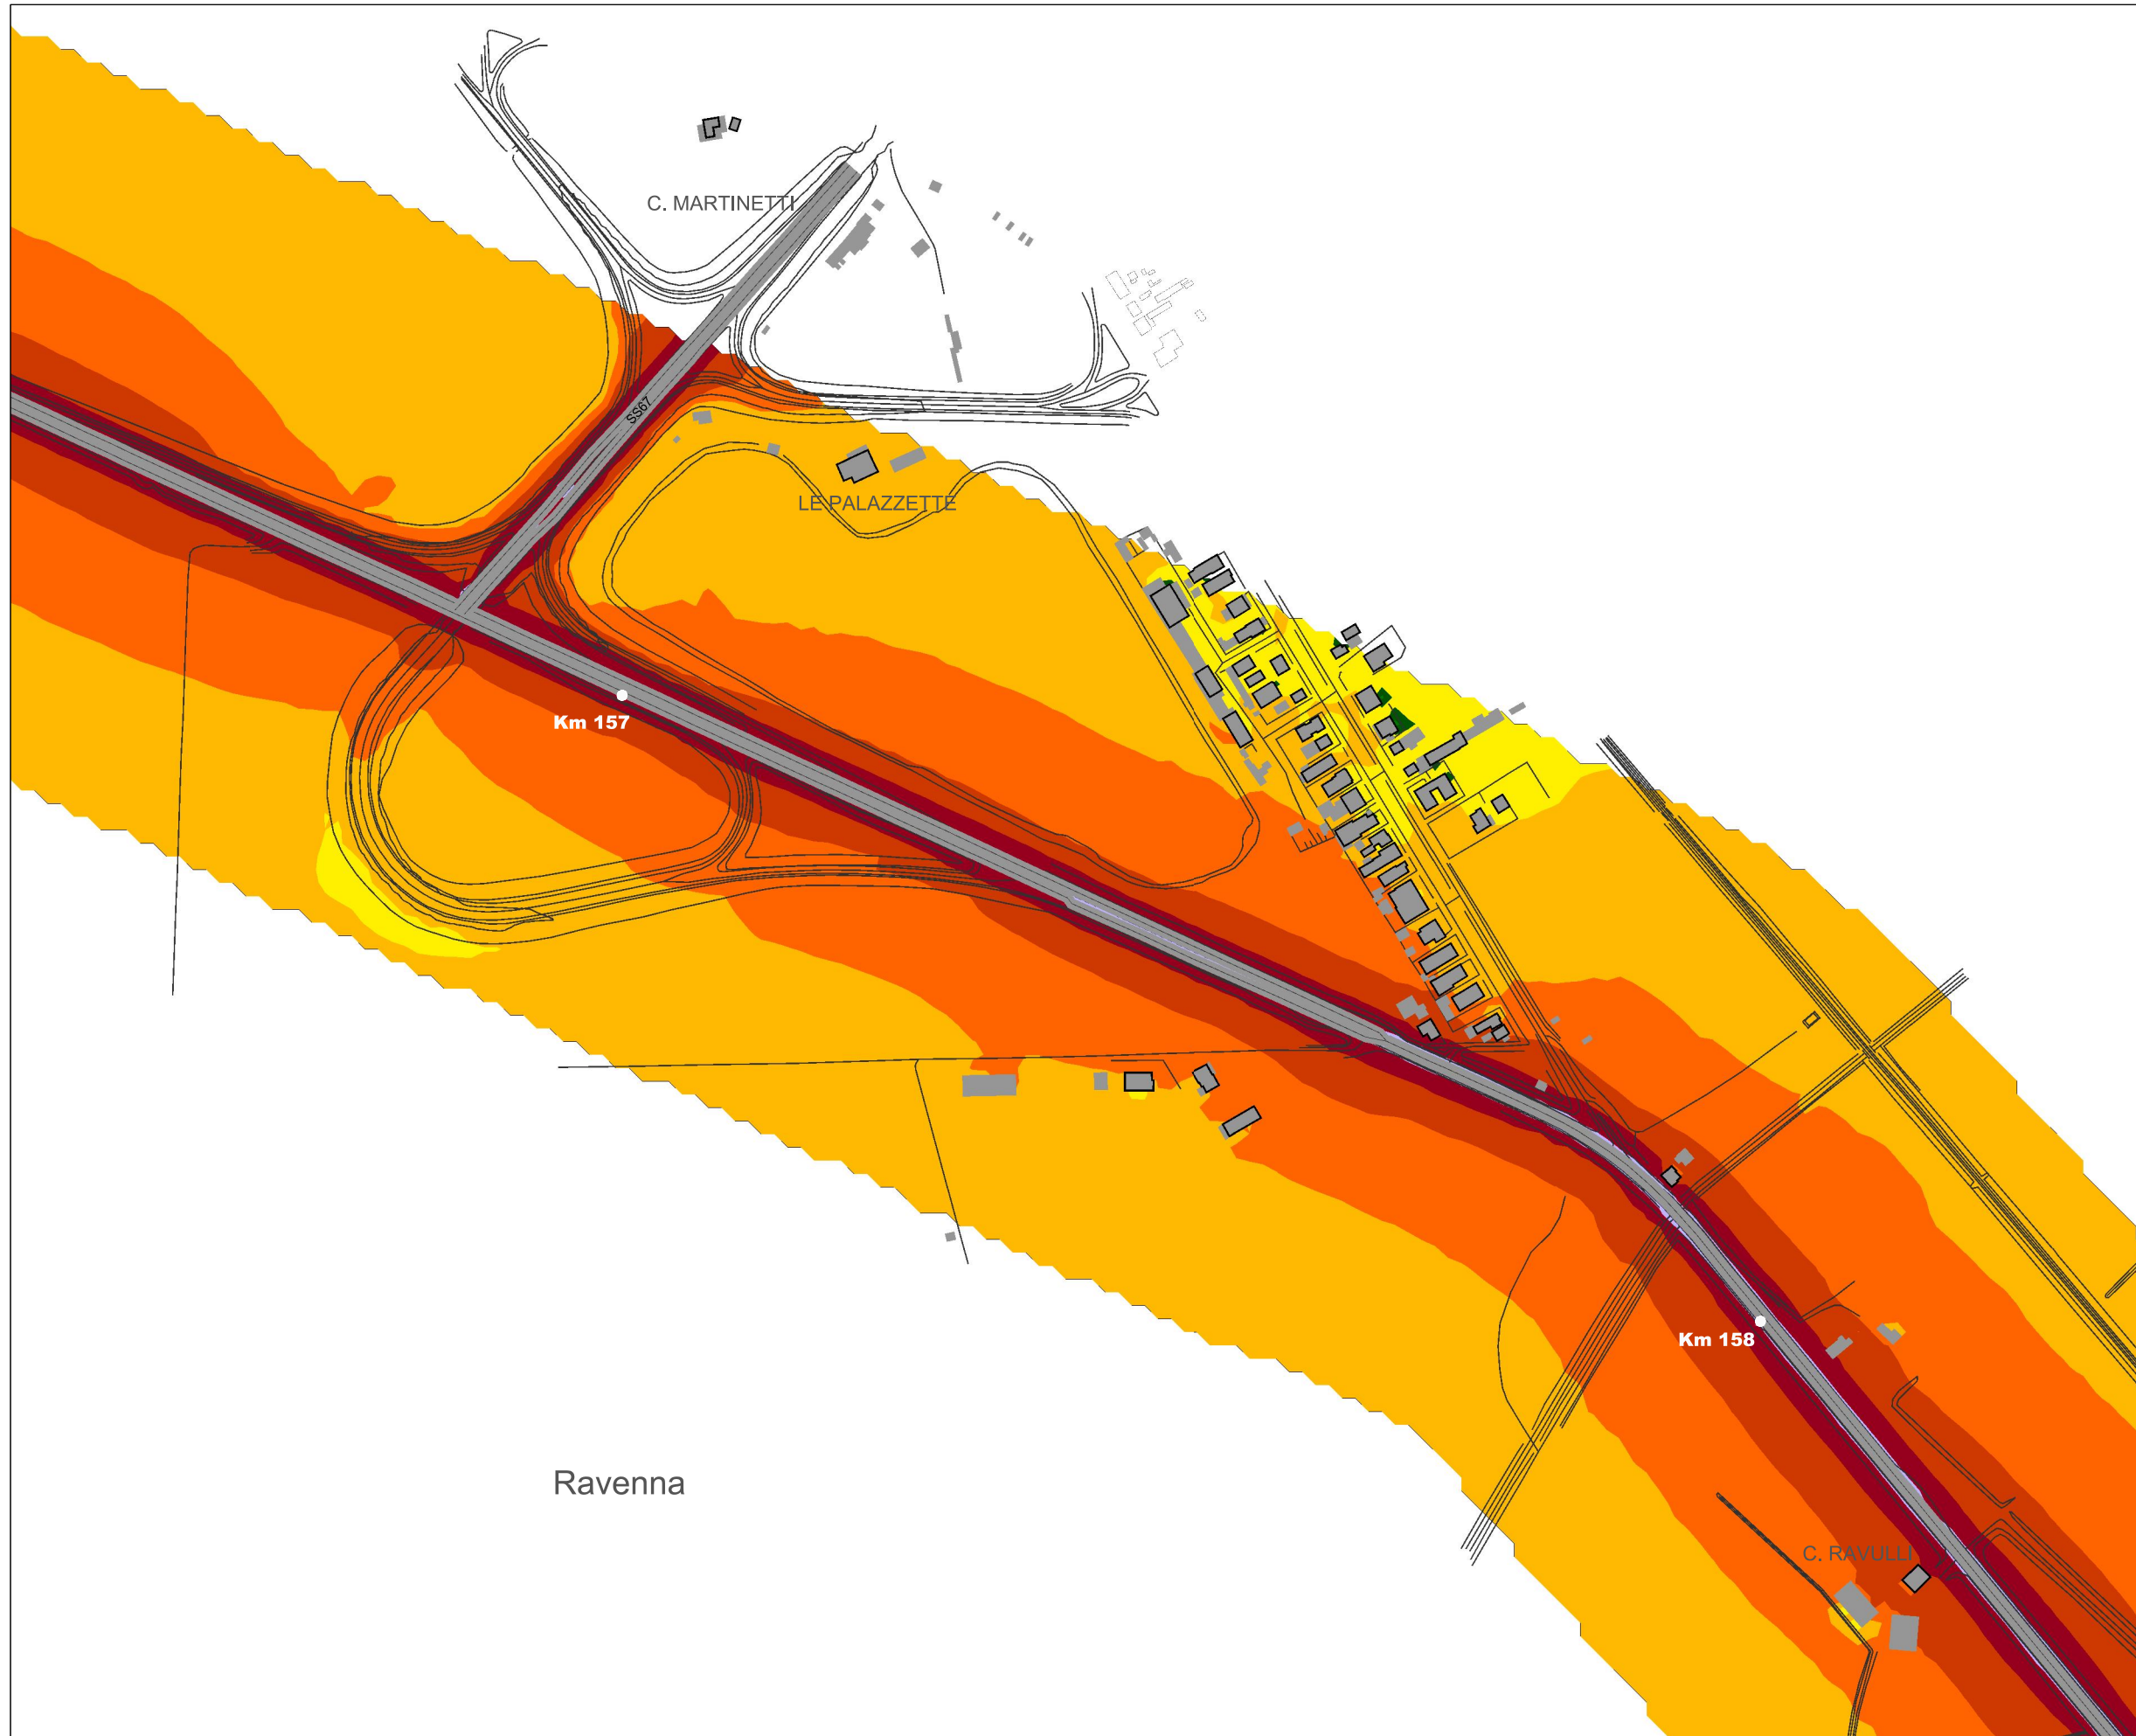 C. MARTINETTI
SS67
LE PALAZZETTE
Km 157
Km 158
Ravenna
C. RAVULLI